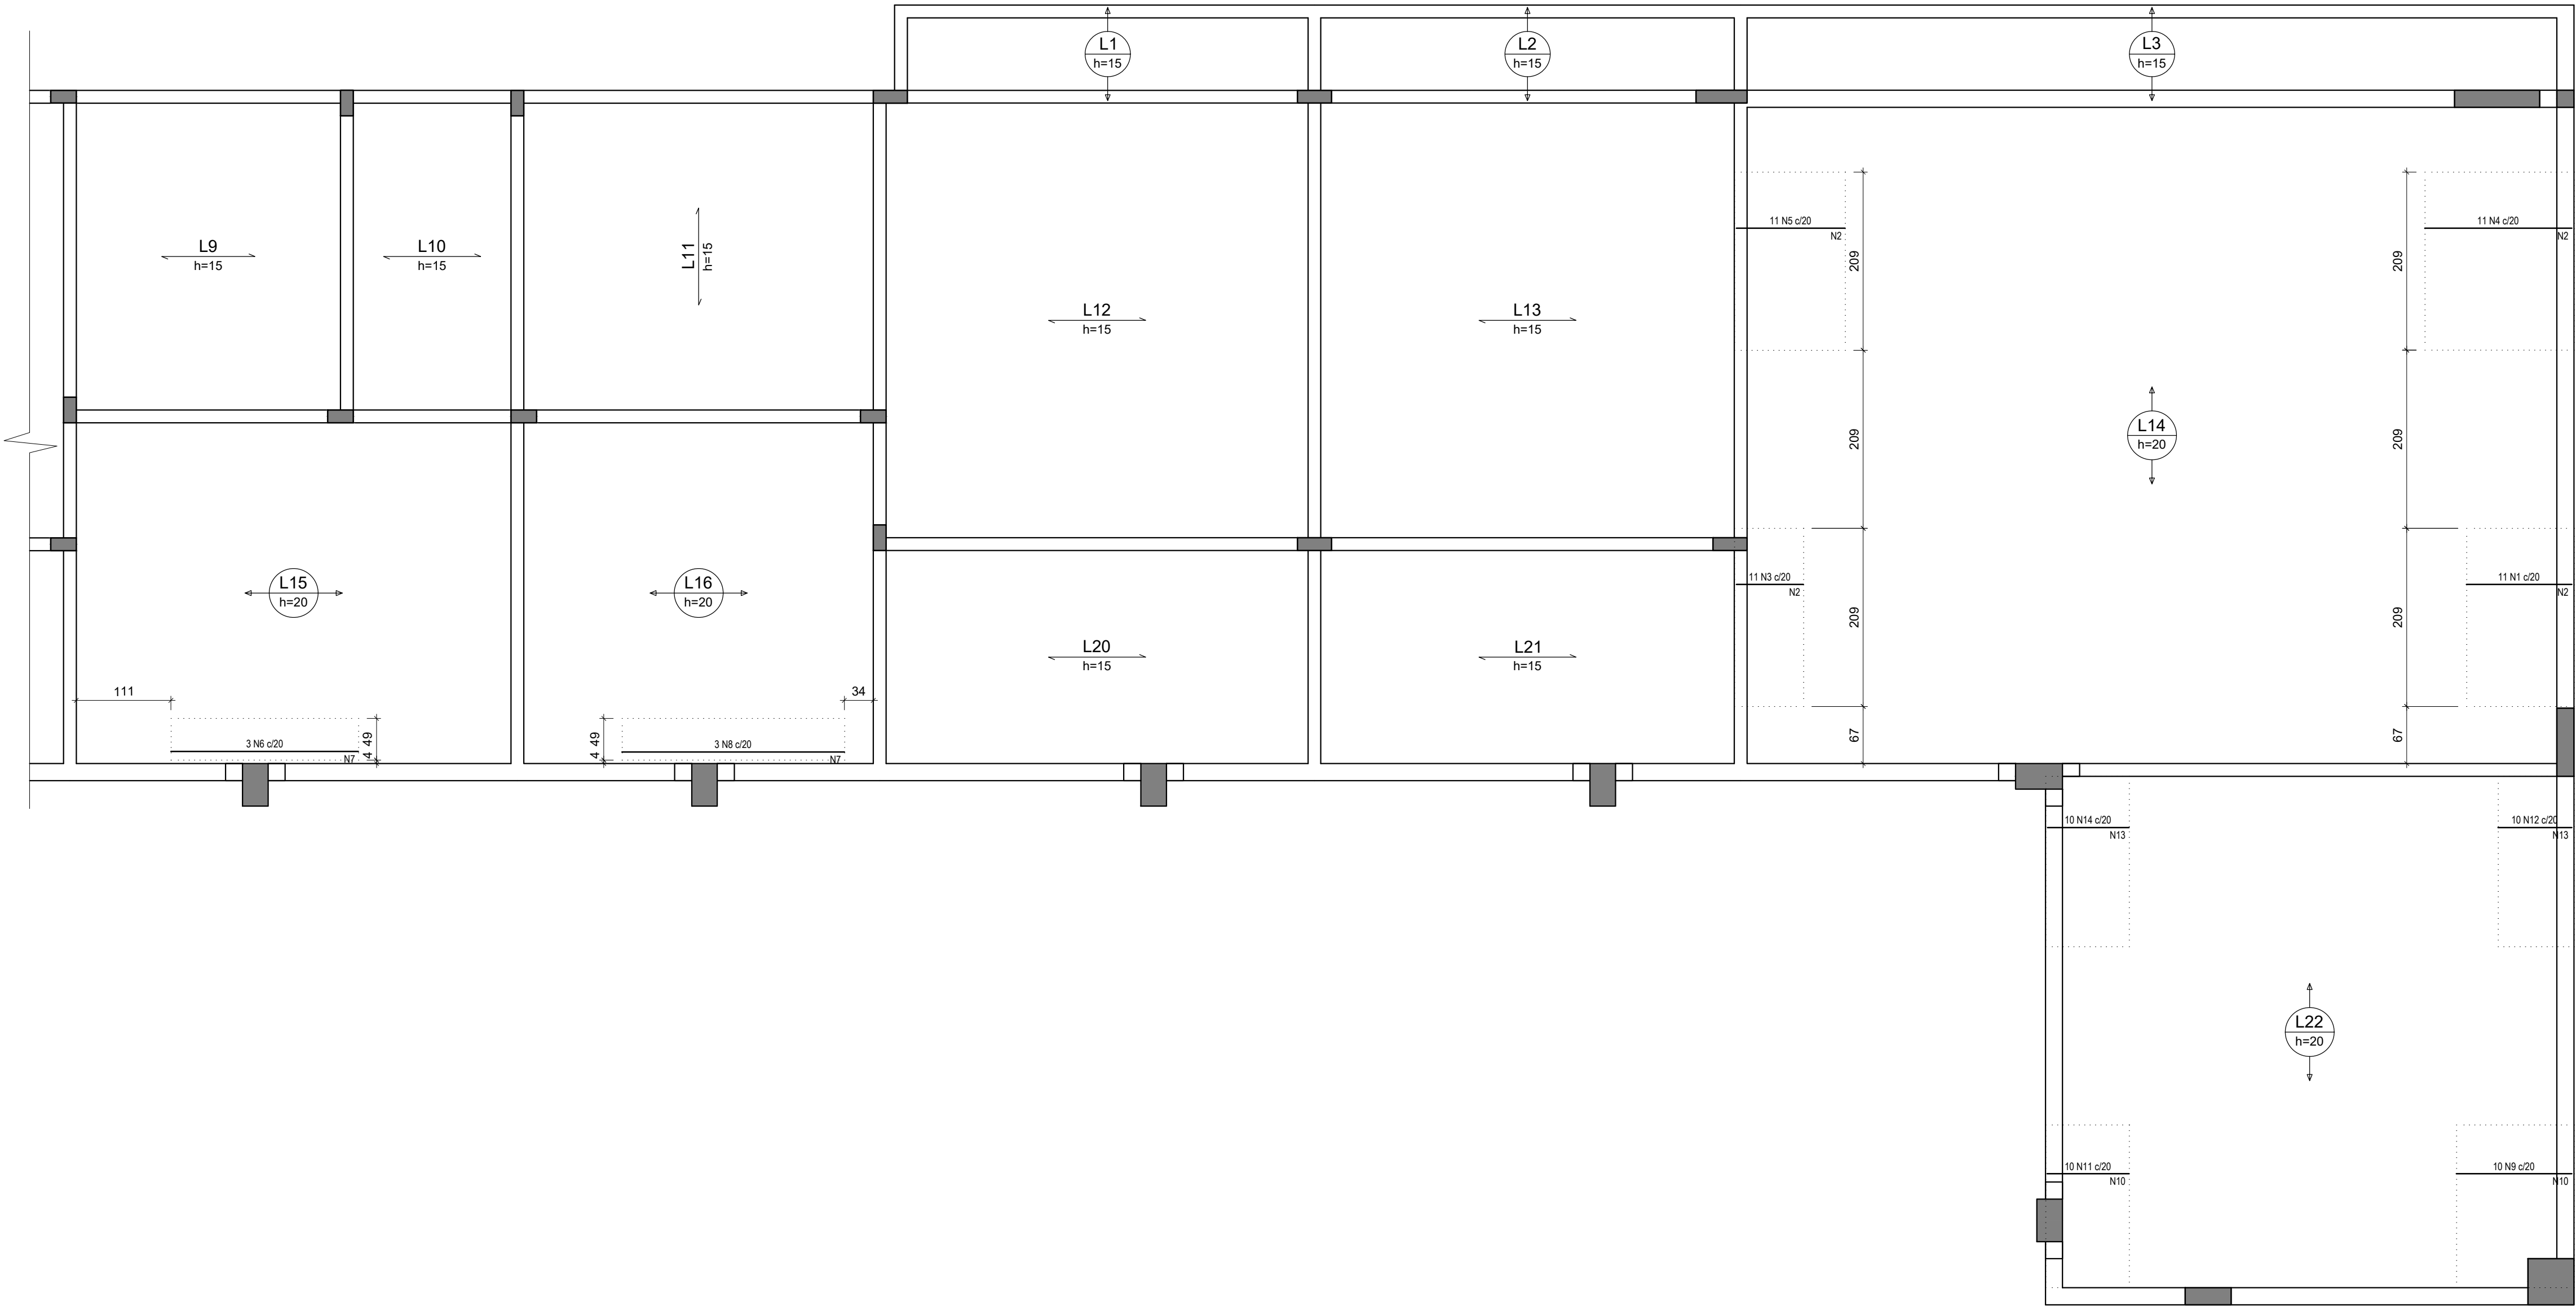 L1
h=15
L2
h=15
L3
h=15
L9
h=15
L10
h=15
L11
h=15
L12
h=15
L13
h=15
11 N5 c/20
N2
209
209
11 N4 c/20
N2
209
209
L14
h=20
11 N3 c/20
N2
209
67
209
67
11 N1 c/20
N2
L15
h=20
L16
h=20
L20
h=15
L21
h=15
111
34
3 N6 c/20
N7
49
4
49
4
3 N8 c/20
N7
10 N14 c/20
N13
10 N12 c/20
N13
L22
h=20
10 N11 c/20
N10
10 N9 c/20
N10